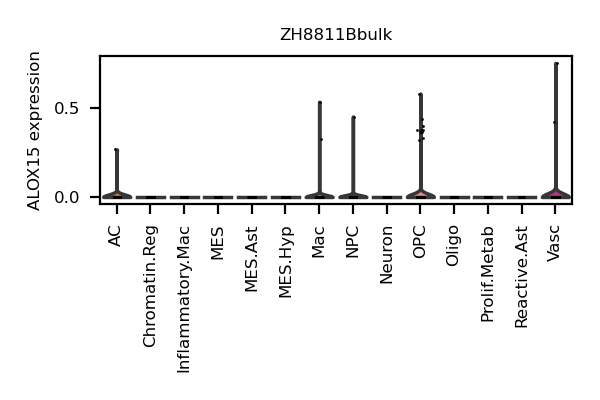 ZH8811Bbulk
ALOX15 expression
0.5
0.0
AC
Chromatin.Reg
Inflammatory.Mac
MES
MES.Ast
MES.Hyp
Mac
NPC
Neuron
OPC
Oligo
Prolif.Metab
Reactive.Ast
Vasc